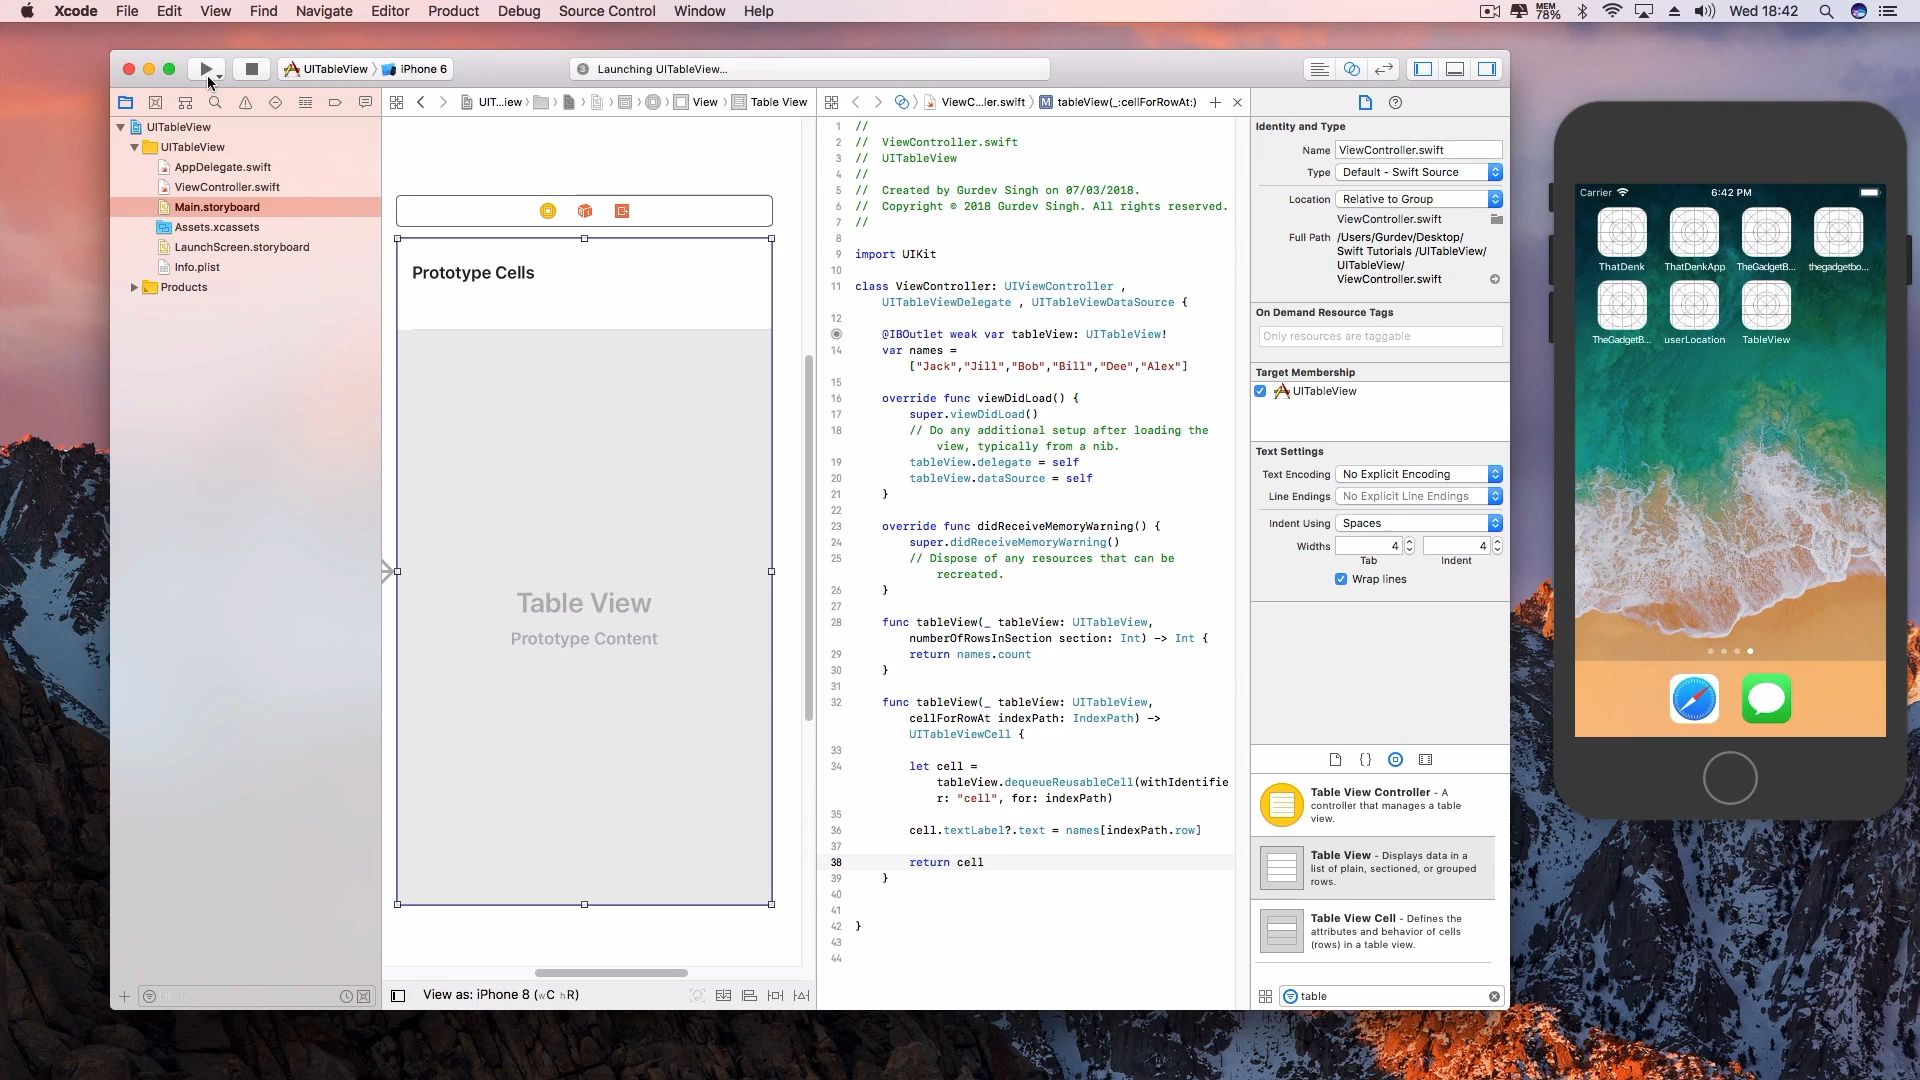 Xcode File Edit View Find Navigate Editor Product Debug Source Control Window Help
MEM 78% Wed 18:42
UITableView iPhone 6
3 Launching UITableView...
UIT...iew View Table View
ViewC...ler.swift M tableView(_:cellForRowAt:)
UITableView
UITableView
AppDelegate.swift
ViewController.swift
Main.storyboard
Assets.xcassets
LaunchScreen.storyboard
Info.plist
Products
Filter
Prototype Cells
Table View
Prototype Content
View as: iPhone 8 (wC hR)
1 //
2 //  ViewController.swift
3 //  UITableView
4 //
5 //  Created by Gurdev Singh on 07/03/2018.
6 //  Copyright © 2018 Gurdev Singh. All rights reserved.
7 //
8
9 import UIKit
10
11 class ViewController: UIViewController ,
UITableViewDelegate , UITableViewDataSource {
12
@IBOutlet weak var tableView: UITableView!
14 var names =
["Jack","Jill","Bob","Bill","Dee","Alex"]
15
16 override func viewDidLoad() {
17 super.viewDidLoad()
18 // Do any additional setup after loading the
view, typically from a nib.
19 tableView.delegate = self
20 tableView.dataSource = self
21 }
22
23 override func didReceiveMemoryWarning() {
24 super.didReceiveMemoryWarning()
25 // Dispose of any resources that can be
recreated.
26 }
27
28 func tableView(_ tableView: UITableView,
numberOfRowsInSection section: Int) -> Int {
29 return names.count
30 }
31
32 func tableView(_ tableView: UITableView,
cellForRowAt indexPath: IndexPath) ->
UITableViewCell {
33
34 let cell =
tableView.dequeueReusableCell(withIdentifie
r: "cell", for: indexPath)
35
36 cell.textLabel?.text = names[indexPath.row]
37
38 return cell
39 }
40
41
42 }
43
44
Identity and Type
Name ViewController.swift
Type Default - Swift Source
Location Relative to Group
ViewController.swift
Full Path /Users/Gurdev/Desktop/
Swift Tutorials /UITableView/
UITableView/
ViewController.swift
On Demand Resource Tags
Only resources are taggable
Target Membership
UITableView
Text Settings
Text Encoding No Explicit Encoding
Line Endings No Explicit Line Endings
Indent Using Spaces
Widths 4 4
Tab Indent
Wrap lines
Table View Controller - A
controller that manages a table
view.
Table View - Displays data in a
list of plain, sectioned, or grouped
rows.
Table View Cell - Defines the
attributes and behavior of cells
(rows) in a table view.
table
Carrier 6:42 PM
ThatDenk ThatDenkApp TheGadgetB... thegadgetbo...
TheGadgetB... userLocation TableView